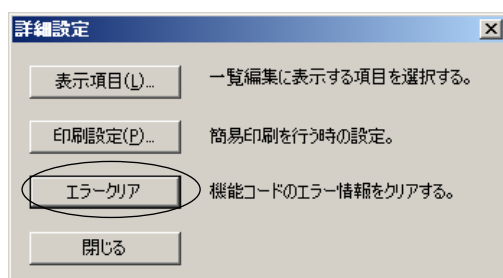 詳細設定
表示項目(L)... 一覧編集に表示する項目を選択する。
印刷設定(P)... 簡易印刷を行う時の設定。
エラークリア 機能コードのエラー情報をクリアする。
閉じる